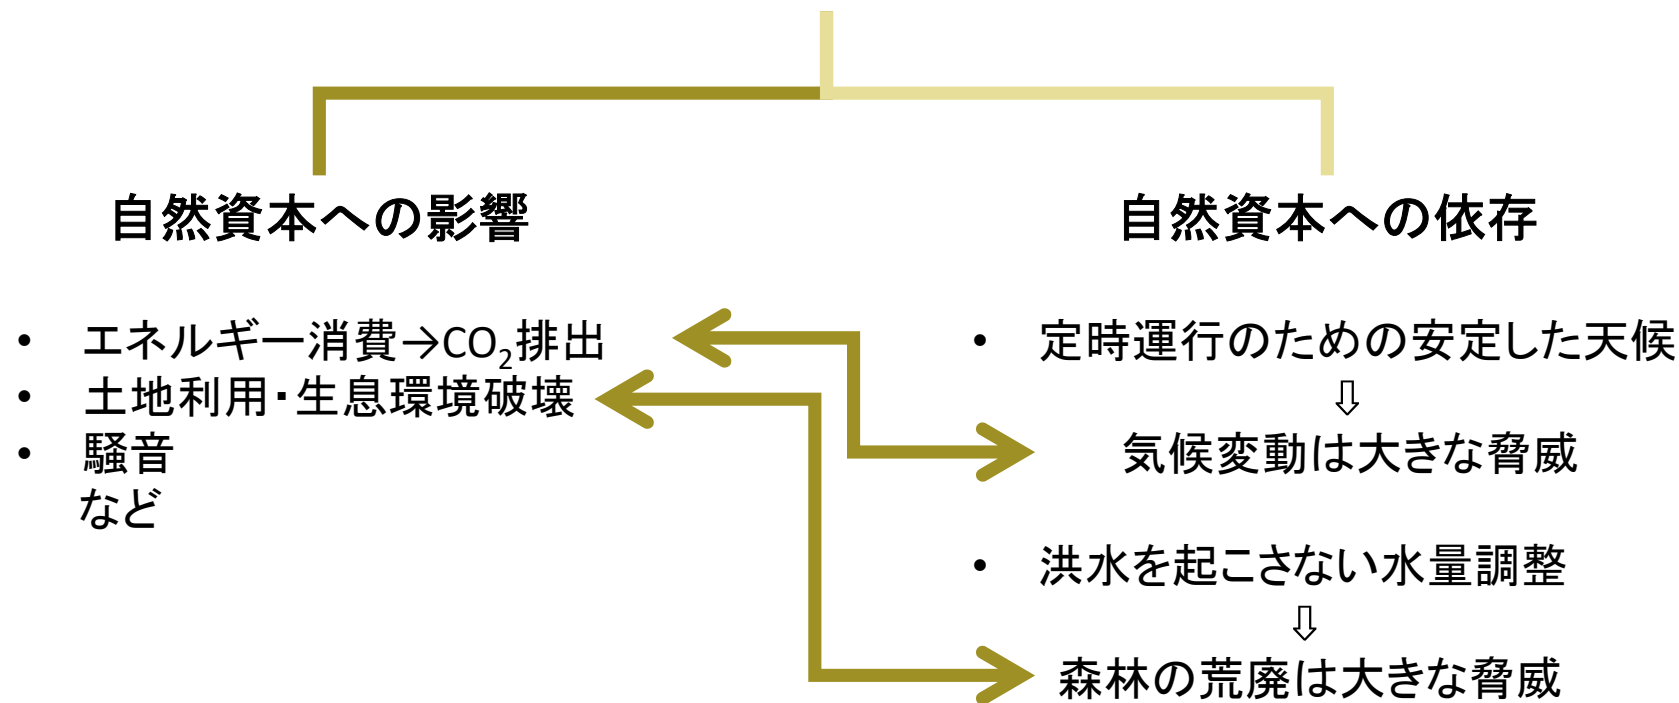 自然資本への影響
• エネルギー消費→CO₂排出
• 土地利用・生息環境破壊
• 騒音
など
自然資本への依存
• 定時運行のための安定した天候
⇩
気候変動は大きな脅威
• 洪水を起こさない水量調整
⇩
森林の荒廃は大きな脅威